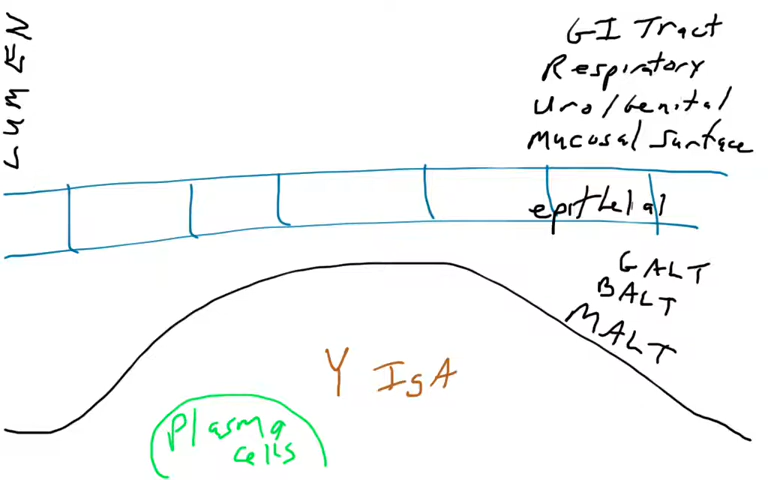 LUMEN
GI Tract
Respiratory
Uro/Genital
Mucosal Surface
epithelial
GALT
BALT
MALT
Y IgA
Plasma
cells